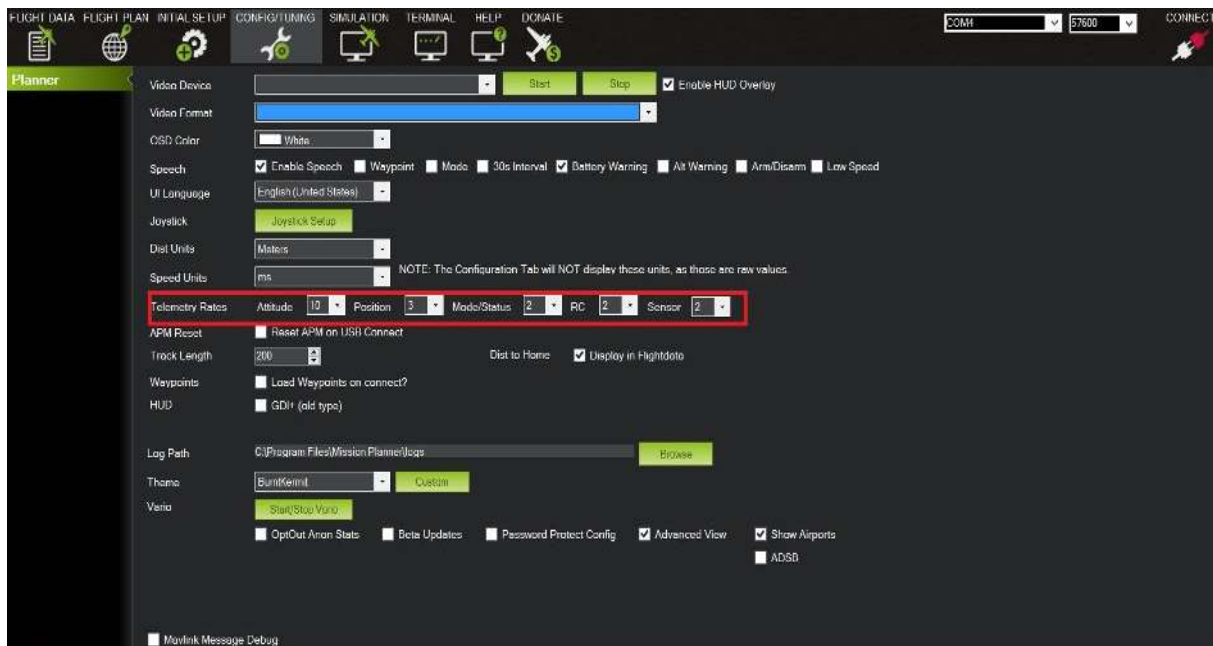 FLIGHT DATA FLIGHT PLAN INITIAL SETUP CONFIG/TUNING SIMULATION TERMINAL HELP DONATE COM4 57600 CONNECT
Planner
Video Device Start Stop Enable HUD Overlay
Video Format
OSD Color White
Speech Enable Speech Waypoint Mode 30s Interval Battery Warning Alt Warning Arm/Disarm Low Speed
UI Language English (United States)
Joystick Joystick Setup
Dist Units Meters
Speed Units ms NOTE: The Configuration Tab will NOT display these units, as those are raw values.
Telemetry Rates Attitude 10 Position 3 Mode/Status 2 RC 2 Sensor 2
APM Reset Reset APM on USB Connect
Track Length 200 Dist to Home Display in Flightdata
Waypoints Load Waypoints on connect?
HUD GDI+ (old type)
Log Path C:\Program Files\Mission Planner\logs Browse
Theme BurntKermit Custom
Vario Start/Stop Vario
OptOut Anon Stats Beta Updates Password Protect Config Advanced View Show Airports
ADSB
Mavlink Message Debug